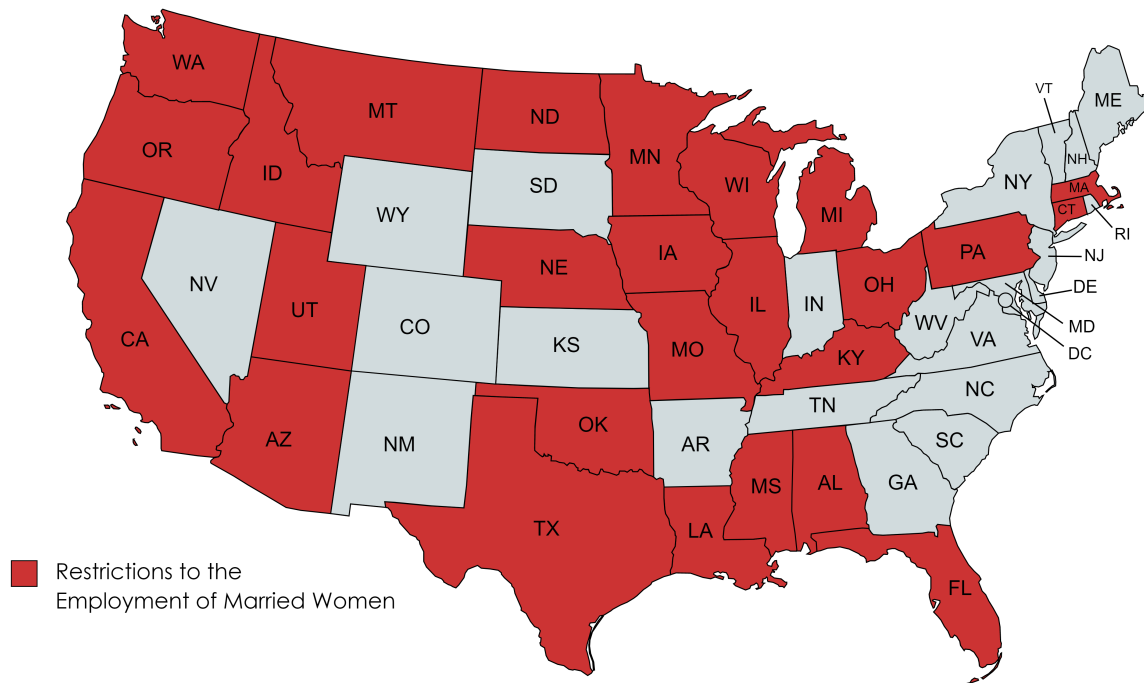 WA
MT
ND
MN
VT
ME
OR
ID
SD
WI
NH
NY
MA
WY
MI
CT
RI
NV
NE
IA
PA
NJ
UT
CO
IL
IN
OH
DE
CA
KS
MO
WV
MD
KY
VA
DC
AZ
NM
OK
AR
TN
NC
SC
TX
LA
MS
AL
GA
FL
Restrictions to the
Employment of Married Women